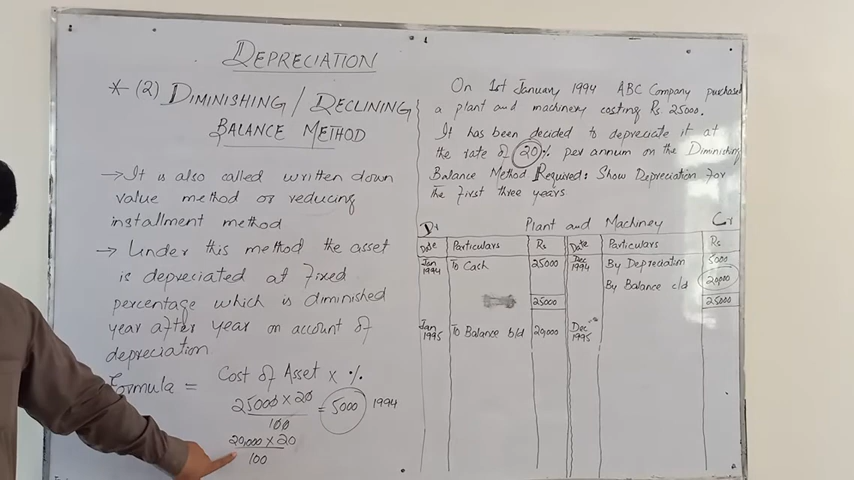 DEPRECIATION
* (2) DIMINISHING / DECLINING
BALANCE METHOD
→ It is also called written down
value method or reducing
installment method
→ Under this method the asset
is depreciated at fixed
percentage which is diminished
year after year on account of
depreciation
Formula = Cost of Asset x %
25000 x 20 / 100 = 5000 1994
20,000 x 20
100
On 1st January 1994 ABC Company purchased
a plant and machinery costing Rs 25000.
It has been decided to depreciate it at
the rate of 20% per annum on the Diminishing
Balance Method Required: Show Depreciation for
the first three years
Dr Plant and Machiney Cr
Date Particulars Rs Date Particulars Rs
Jan 1994 To Cash 25000 Dec 1994 By Depreciation 5000
By Balance c/d 20,000
25000 25000
Jan 1995 To Balance b/d 20,000 Dec 1995